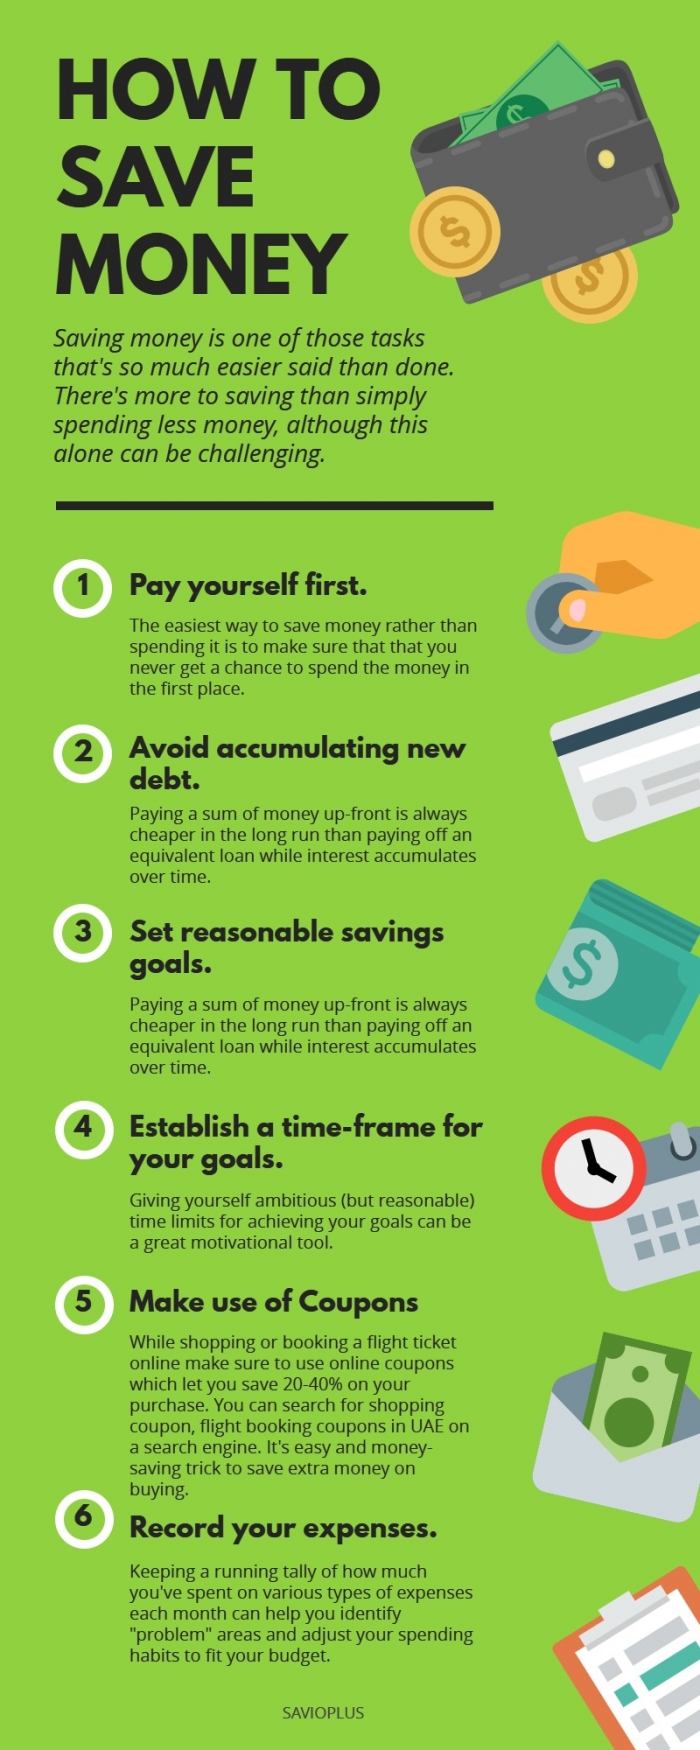 HOW TO
SAVE
MONEY
Saving money is one of those tasks
that's so much easier said than done.
There's more to saving than simply
spending less money, although this
alone can be challenging.
1 Pay yourself first.
The easiest way to save money rather than
spending it is to make sure that that you
never get a chance to spend the money in
the first place.
2 Avoid accumulating new
debt.
Paying a sum of money up-front is always
cheaper in the long run than paying off an
equivalent loan while interest accumulates
over time.
3 Set reasonable savings
goals.
Paying a sum of money up-front is always
cheaper in the long run than paying off an
equivalent loan while interest accumulates
over time.
4 Establish a time-frame for
your goals.
Giving yourself ambitious (but reasonable)
time limits for achieving your goals can be
a great motivational tool.
5 Make use of Coupons
While shopping or booking a flight ticket
online make sure to use online coupons
which let you save 20-40% on your
purchase. You can search for shopping
coupon, flight booking coupons in UAE on
a search engine. It's easy and money-
saving trick to save extra money on
buying.
6 Record your expenses.
Keeping a running tally of how much
you've spent on various types of expenses
each month can help you identify
"problem" areas and adjust your spending
habits to fit your budget.
SAVIOPLUS